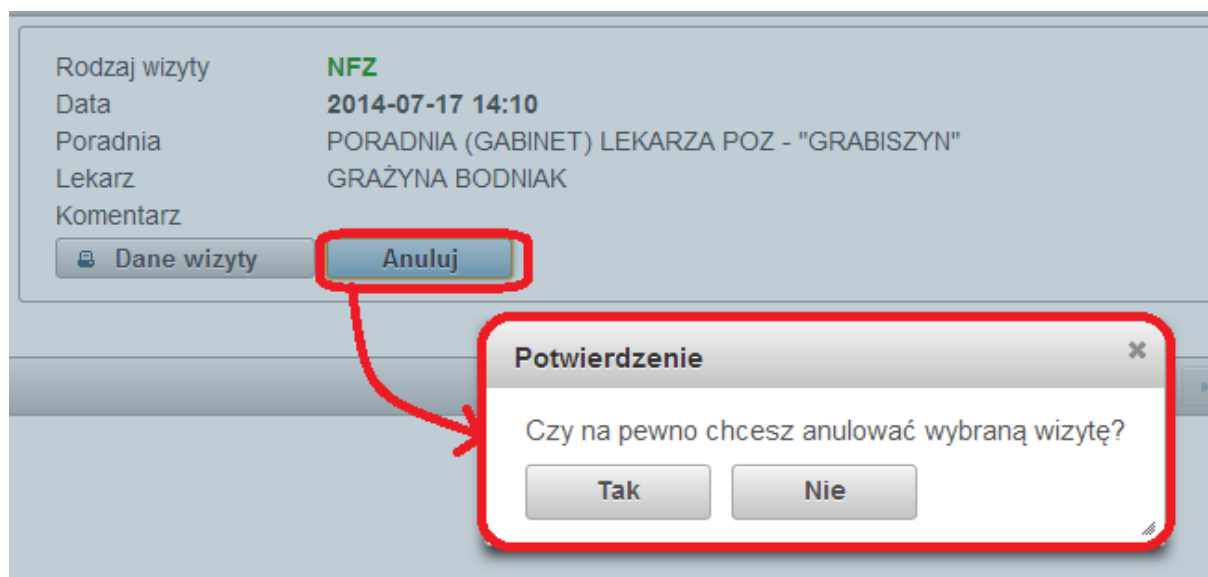 Rodzaj wizyty NFZ
Data 2014-07-17 14:10
Poradnia PORADNIA (GABINET) LEKARZA POZ - "GRABISZYN"
Lekarz GRAŻYNA BODNIAK
Komentarz
Dane wizyty Anuluj
Potwierdzenie
Czy na pewno chcesz anulować wybraną wizytę?
Tak Nie